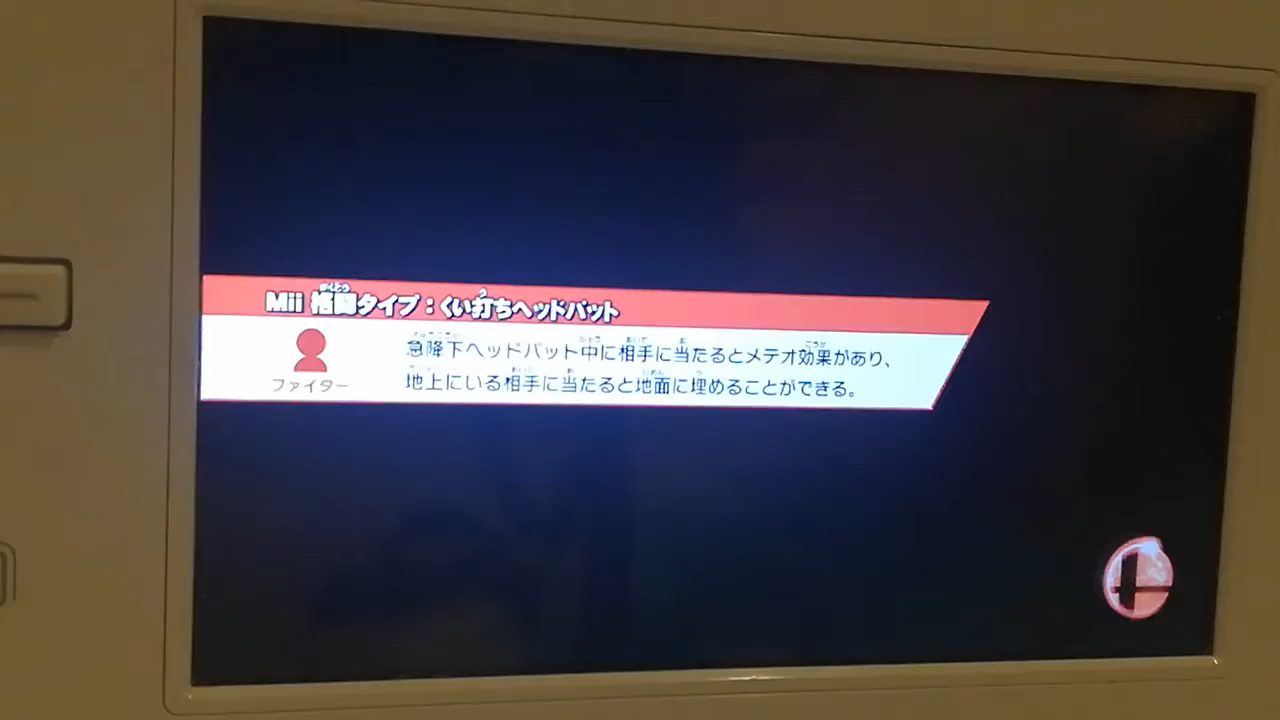 Mii 格闘タイプ：くい打ちヘッドバット
ファイター
急降下ヘッドバット中に相手に当たるとメテオ効果があり、
地上にいる相手に当たると地面に埋めることができる。